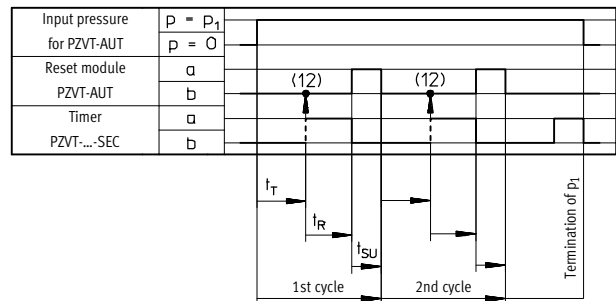 Input pressure p = p1
for PZVT-AUT p = 0
Reset module a
PZVT-AUT b
Timer a
PZVT-...-SEC b
(12) (12)
tT
tR
tSU
1st cycle 2nd cycle
Termination of p1